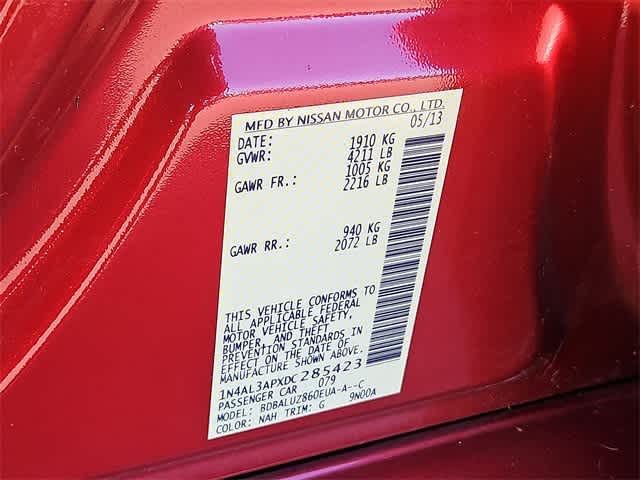 MFD BY NISSAN MOTOR CO., LTD.
DATE: 05/13
GVWR: 1910 KG
4211 LB
GAWR FR.: 1005 KG
2216 LB
GAWR RR.: 940 KG
2072 LB
THIS VEHICLE CONFORMS TO
ALL APPLICABLE FEDERAL
MOTOR VEHICLE SAFETY,
BUMPER, AND THEFT
PREVENTION STANDARDS IN
EFFECT ON THE DATE OF
MANUFACTURE SHOWN ABOVE.
1N4AL3APXDC285423
PASSENGER CAR 079
MODEL: BDBALUZ860EUA-A--C
COLOR: NAH TRIM: G 9N00A